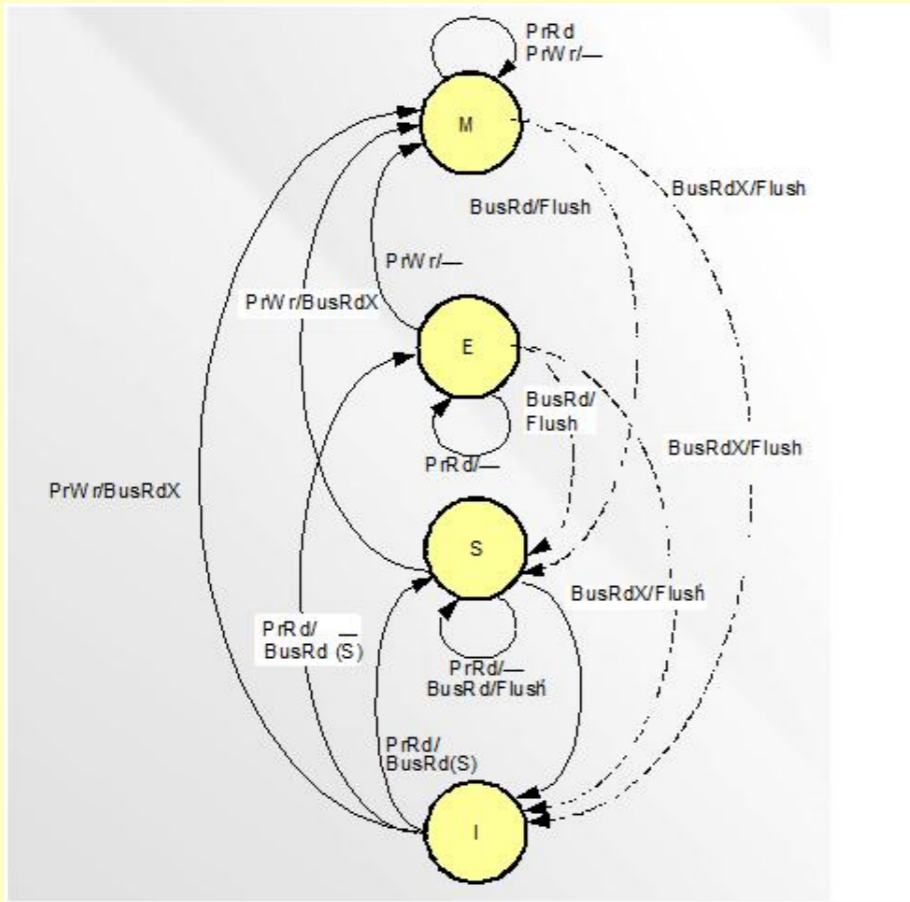 PrRd
PrWr/—
M
BusRdX/Flush
BusRd/Flush
PrWr/—
PrWr/BusRdX
E
BusRd/
Flush
BusRdX/Flush
PrRd/—
PrWr/BusRdX
S
BusRdX/Flush'
PrRd/—
BusRd (S̅)
PrRd/—
BusRd/Flush'
PrRd/
BusRd(S)
I